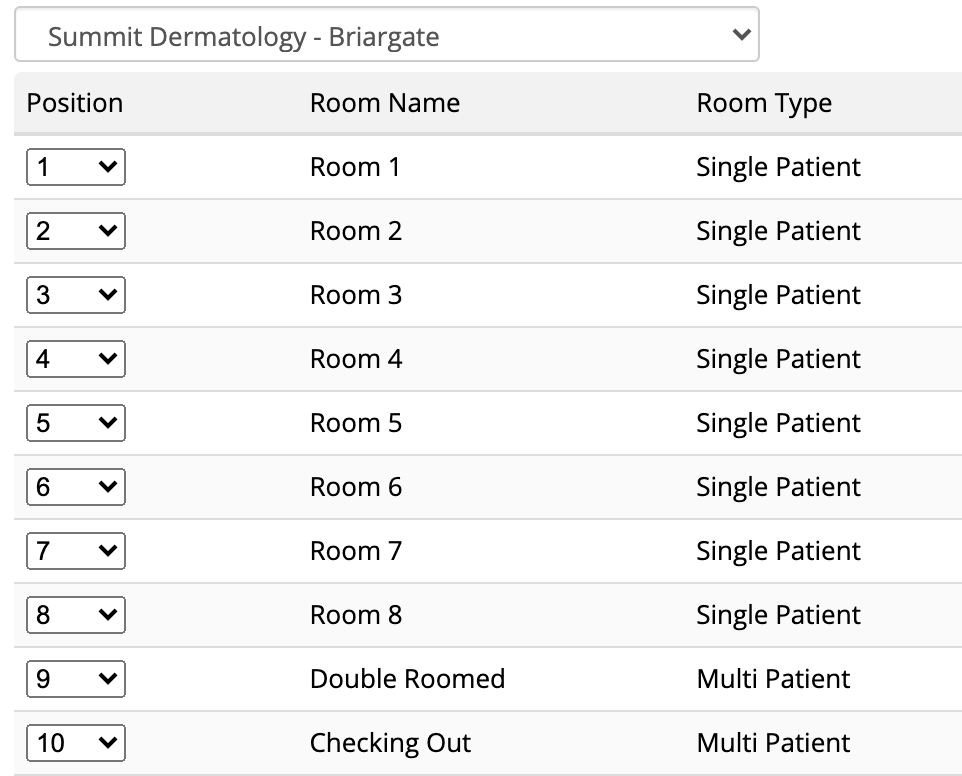 Summit Dermatology - Briargate
Position Room Name Room Type
1 Room 1 Single Patient
2 Room 2 Single Patient
3 Room 3 Single Patient
4 Room 4 Single Patient
5 Room 5 Single Patient
6 Room 6 Single Patient
7 Room 7 Single Patient
8 Room 8 Single Patient
9 Double Roomed Multi Patient
10 Checking Out Multi Patient